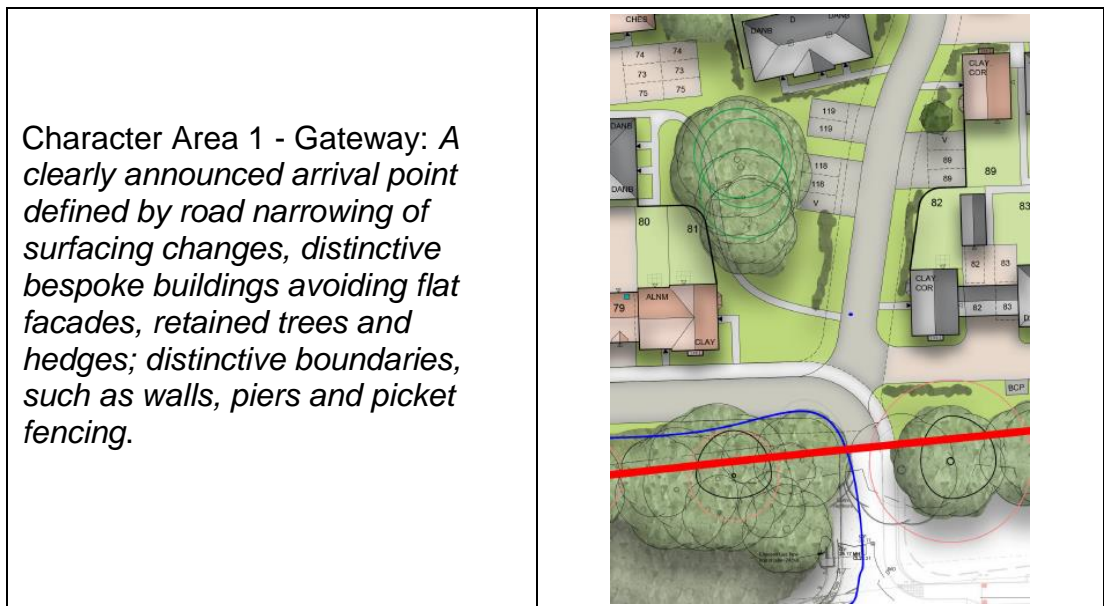 Character Area 1 - Gateway: A
clearly announced arrival point
defined by road narrowing of
surfacing changes, distinctive
bespoke buildings avoiding flat
facades, retained trees and
hedges; distinctive boundaries,
such as walls, piers and picket
fencing.
CHES
DANB
D
DANB
74 74
73 73
75 75
CLAY
COR
119
119
DANB
V
89
89
89
118
118
V
DANB
80
81
82
83
CLAY
COR
82
83
ALNM
79
82
83
CLAY
BCP